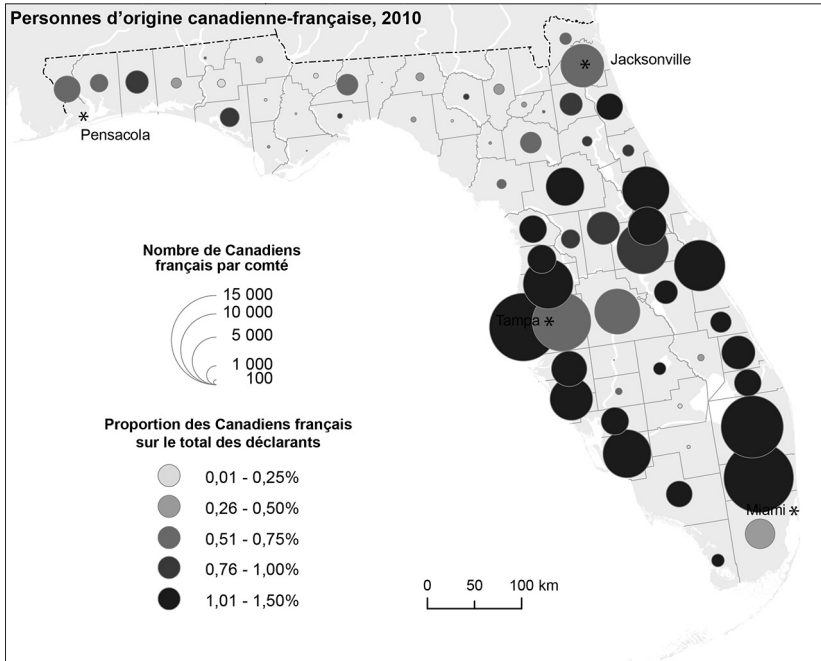 Personnes d'origine canadienne-française, 2010
Jacksonville
Pensacola
Nombre de Canadiens
français par comté
15 000
10 000
5 000
1 000
100
Tampa
Proportion des Canadiens français
sur le total des déclarants
0,01 - 0,25%
0,26 - 0,50%
0,51 - 0,75%
0,76 - 1,00%
1,01 - 1,50%
Miami
0 50 100 km